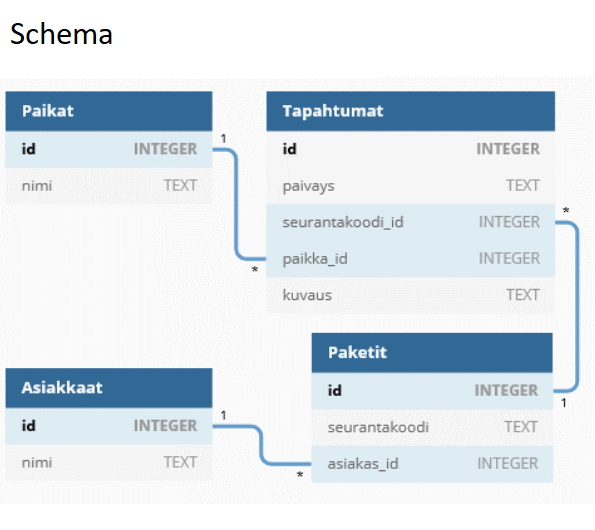 Schema
Paikat
id INTEGER
nimi TEXT
1
*
Tapahtumat
id INTEGER
paivays TEXT
seurantakoodi_id INTEGER
paikka_id INTEGER
kuvaus TEXT
*
1
Paketit
id INTEGER
seurantakoodi TEXT
asiakas_id INTEGER
Asiakkaat
id INTEGER
nimi TEXT
1
*